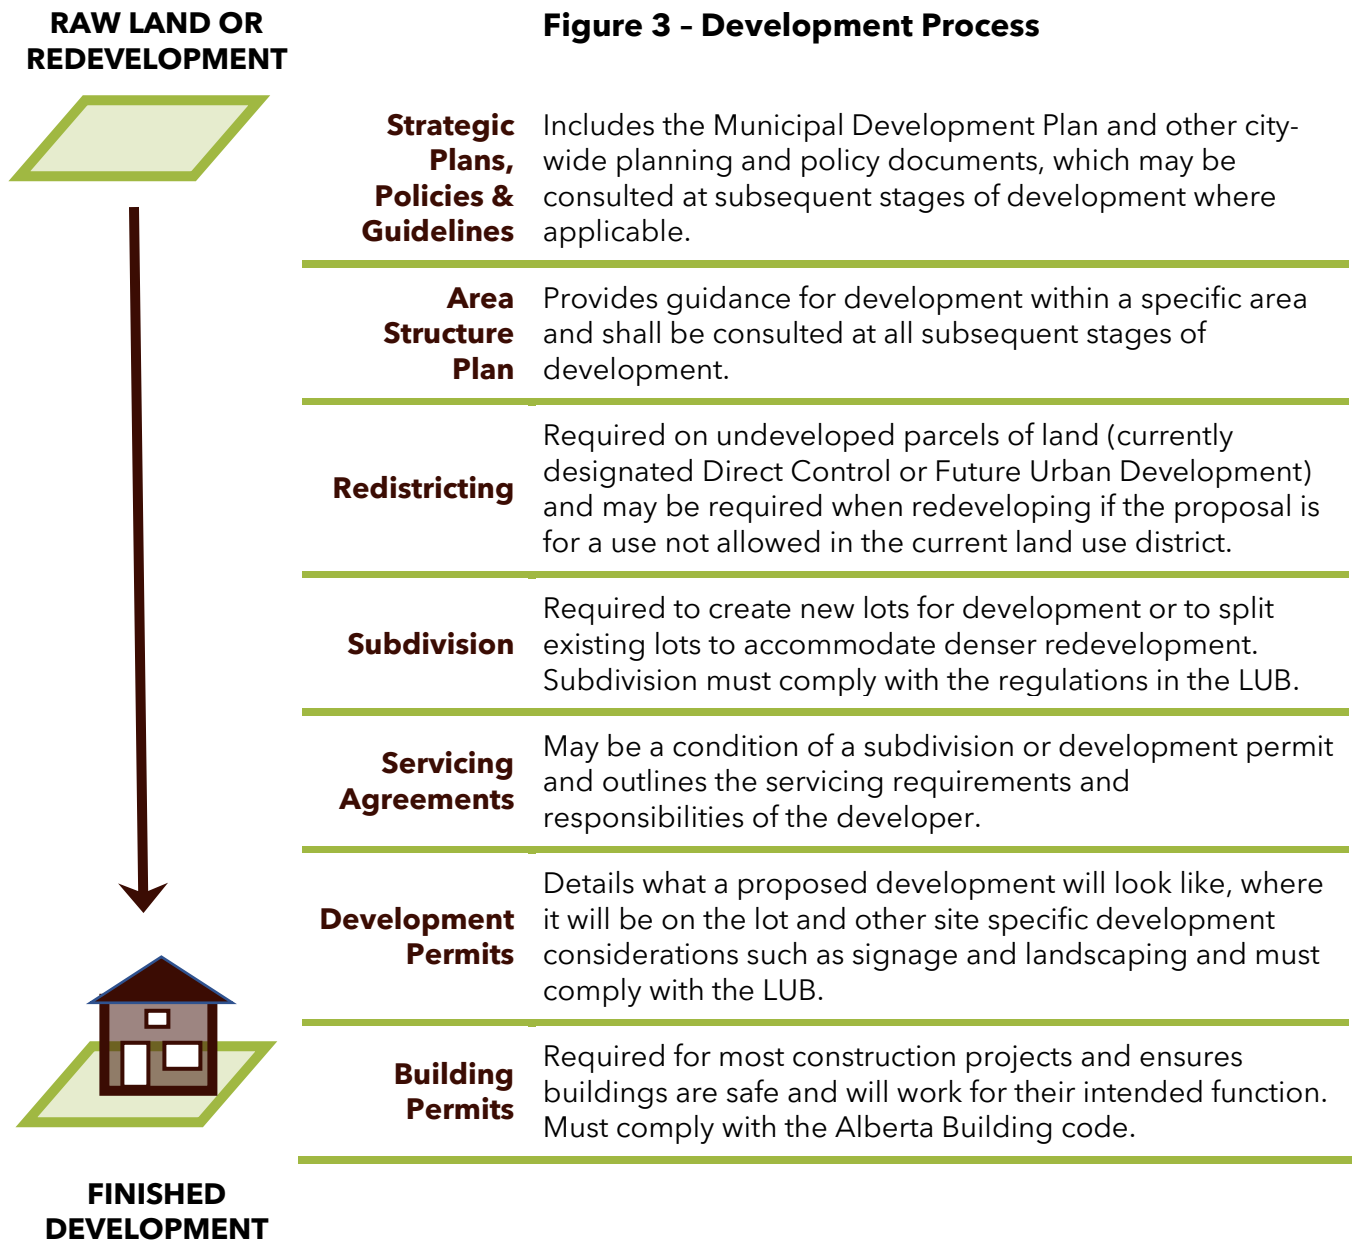 RAW LAND OR
REDEVELOPMENT
Figure 3 – Development Process
Strategic
Plans,
Policies &
Guidelines
Includes the Municipal Development Plan and other city-
wide planning and policy documents, which may be
consulted at subsequent stages of development where
applicable.
Area
Structure
Plan
Provides guidance for development within a specific area
and shall be consulted at all subsequent stages of
development.
Redistricting
Required on undeveloped parcels of land (currently
designated Direct Control or Future Urban Development)
and may be required when redeveloping if the proposal is
for a use not allowed in the current land use district.
Subdivision
Required to create new lots for development or to split
existing lots to accommodate denser redevelopment.
Subdivision must comply with the regulations in the LUB.
Servicing
Agreements
May be a condition of a subdivision or development permit
and outlines the servicing requirements and
responsibilities of the developer.
Development
Permits
Details what a proposed development will look like, where
it will be on the lot and other site specific development
considerations such as signage and landscaping and must
comply with the LUB.
Building
Permits
Required for most construction projects and ensures
buildings are safe and will work for their intended function.
Must comply with the Alberta Building code.
FINISHED
DEVELOPMENT